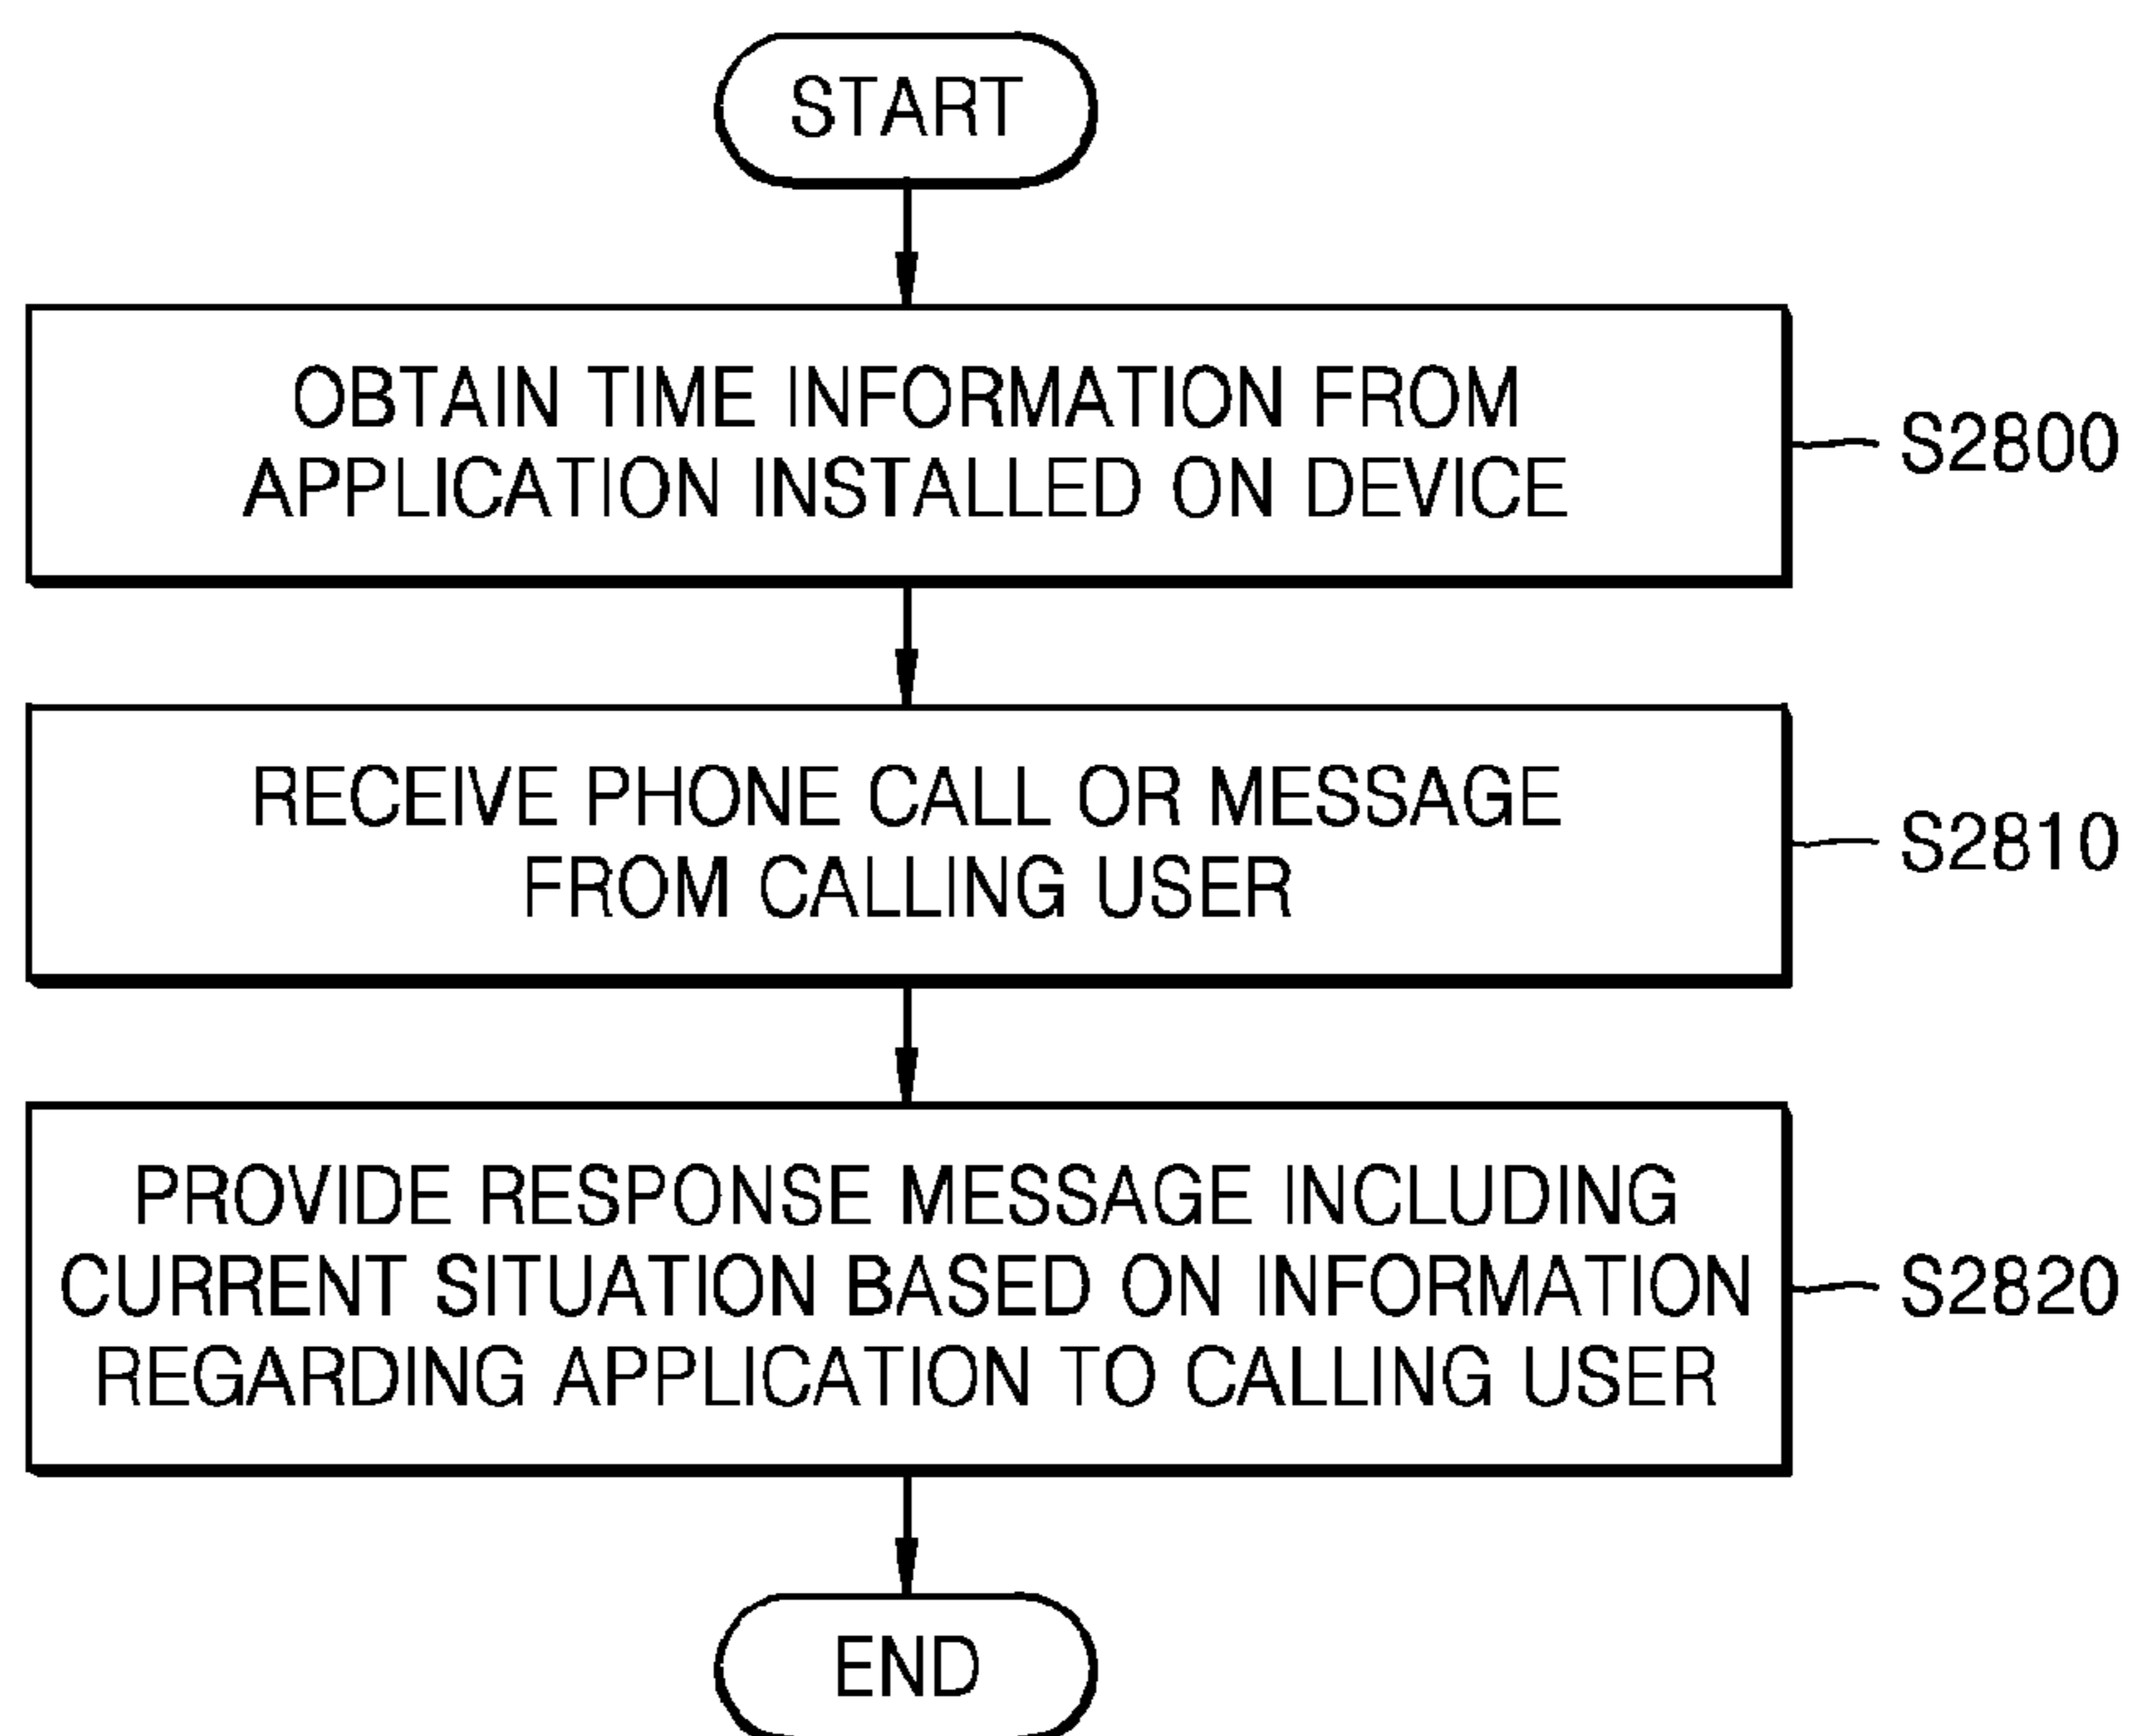 START
OBTAIN TIME INFORMATION FROM
APPLICATION INSTALLED ON DEVICE
S2800
RECEIVE PHONE CALL OR MESSAGE
FROM CALLING USER
S2810
PROVIDE RESPONSE MESSAGE INCLUDING
CURRENT SITUATION BASED ON INFORMATION
REGARDING APPLICATION TO CALLING USER
S2820
END